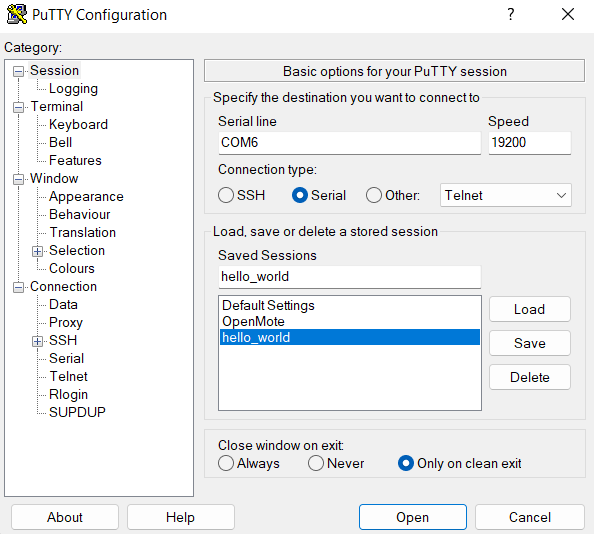 PuTTY Configuration
?
Category:
Session
Logging
Terminal
Keyboard
Bell
Features
Window
Appearance
Behaviour
Translation
Selection
Colours
Connection
Data
Proxy
SSH
Serial
Telnet
Rlogin
SUPDUP
Basic options for your PuTTY session
Specify the destination you want to connect to
Serial line Speed
COM6 19200
Connection type:
SSH Serial Other: Telnet
Load, save or delete a stored session
Saved Sessions
hello_world
Default Settings
OpenMote
hello_world
Load
Save
Delete
Close window on exit:
Always Never Only on clean exit
About Help Open Cancel